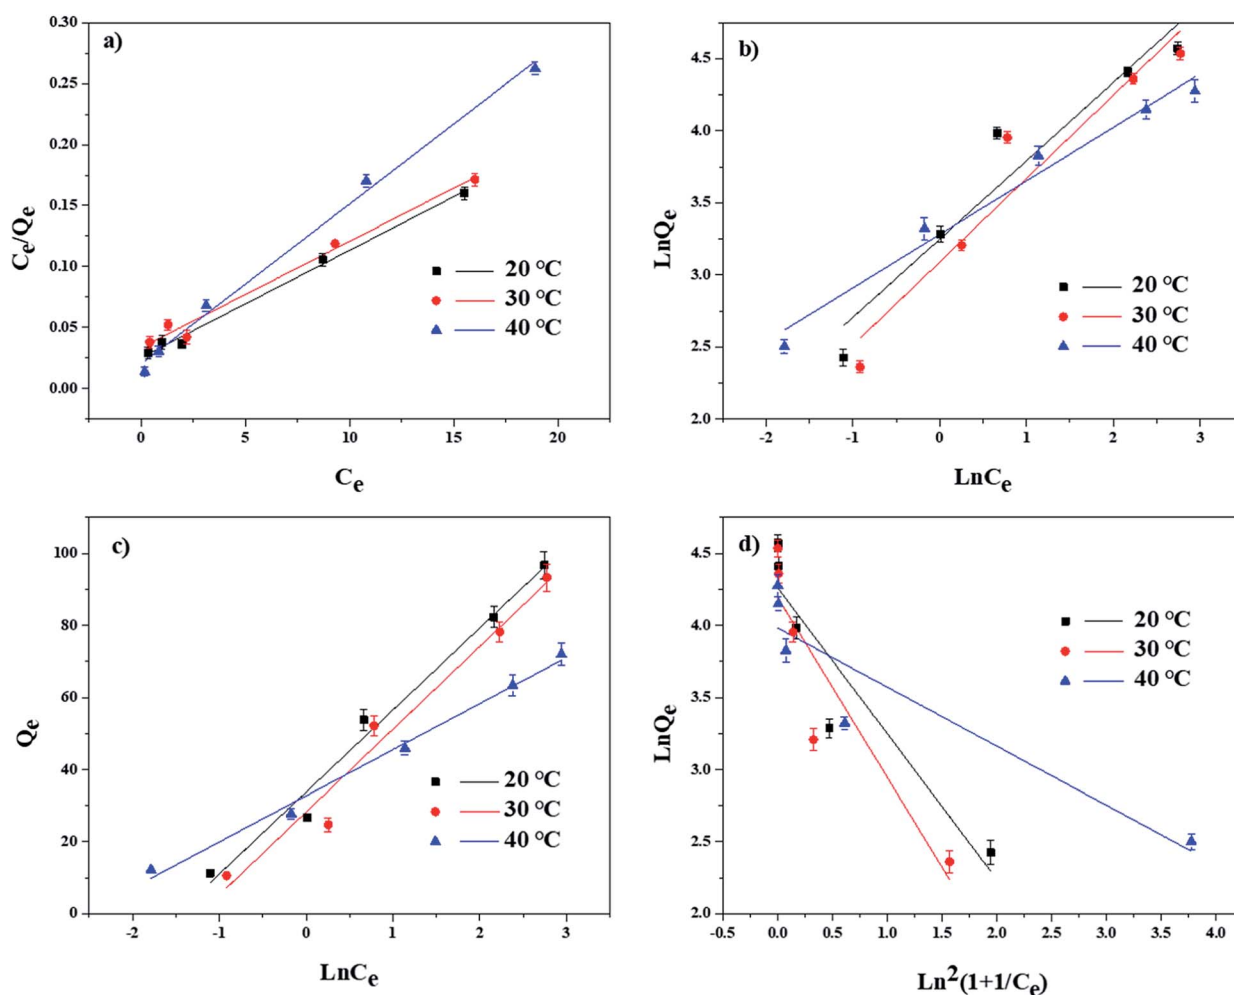 a)
0.30
0.25
0.20
0.15
0.10
0.05
0.00
Ce/Qe
20 °C
30 °C
40 °C
0 5 10 15 20
Ce
b)
4.5
4.0
3.5
3.0
2.5
2.0
LnQe
20 °C
30 °C
40 °C
-2 -1 0 1 2 3
LnCe
c)
100
80
60
40
20
0
Qe
20 °C
30 °C
40 °C
-2 -1 0 1 2 3
LnCe
d)
4.5
4.0
3.5
3.0
2.5
2.0
LnQe
20 °C
30 °C
40 °C
-0.5 0.0 0.5 1.0 1.5 2.0 2.5 3.0 3.5 4.0
Ln²(1+1/Ce)